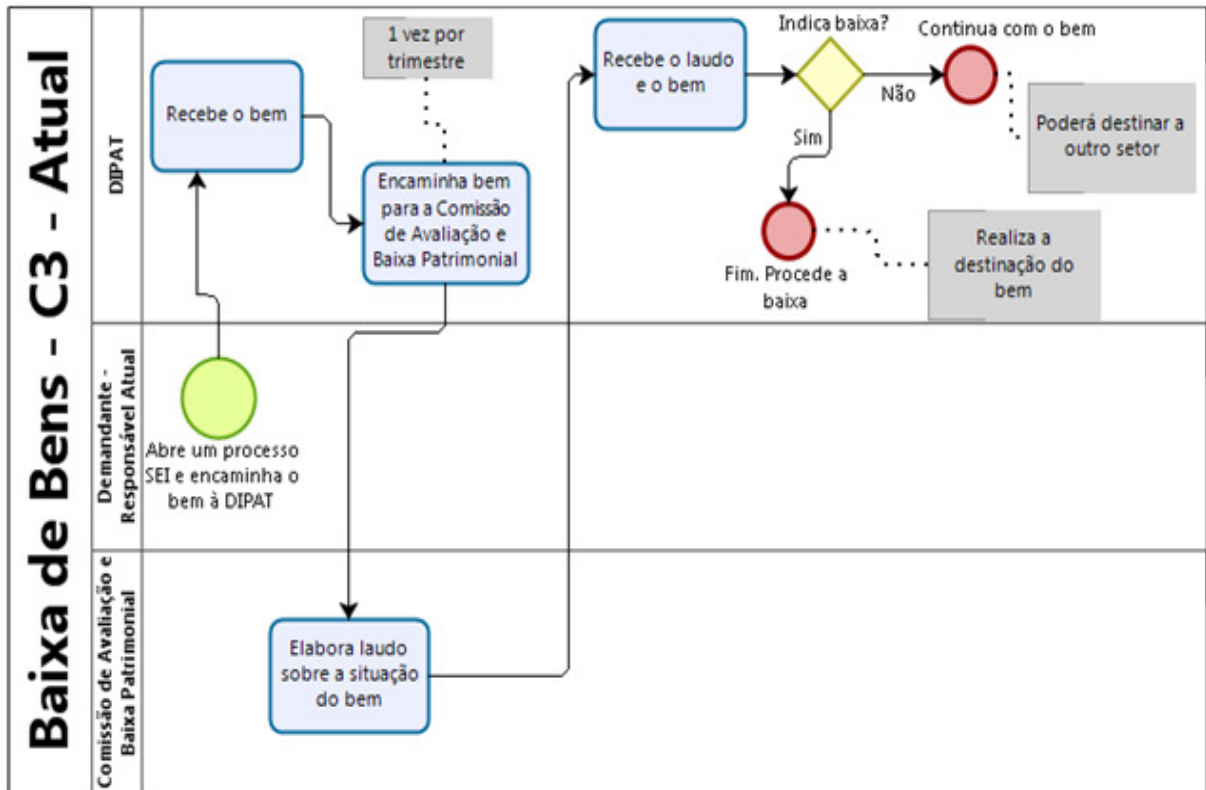 Baixa de Bens - C3 - Atual
DIPAT
Recebe o bem
1 vez por
trimestre
Encaminha bem
para a Comissão
de Avaliação e
Baixa Patrimonial
Recebe o laudo
e o bem
Indica baixa?
Não
Sim
Continua com o bem
Poderá destinar a
outro setor
Fim. Procede a
baixa
Realiza a
destinação do
bem
Demandante -
Responsável Atual
Abre um processo
SEI e encaminha o
bem à DIPAT
Comissão de Avaliação e
Baixa Patrimonial
Elabora laudo
sobre a situação
do bem